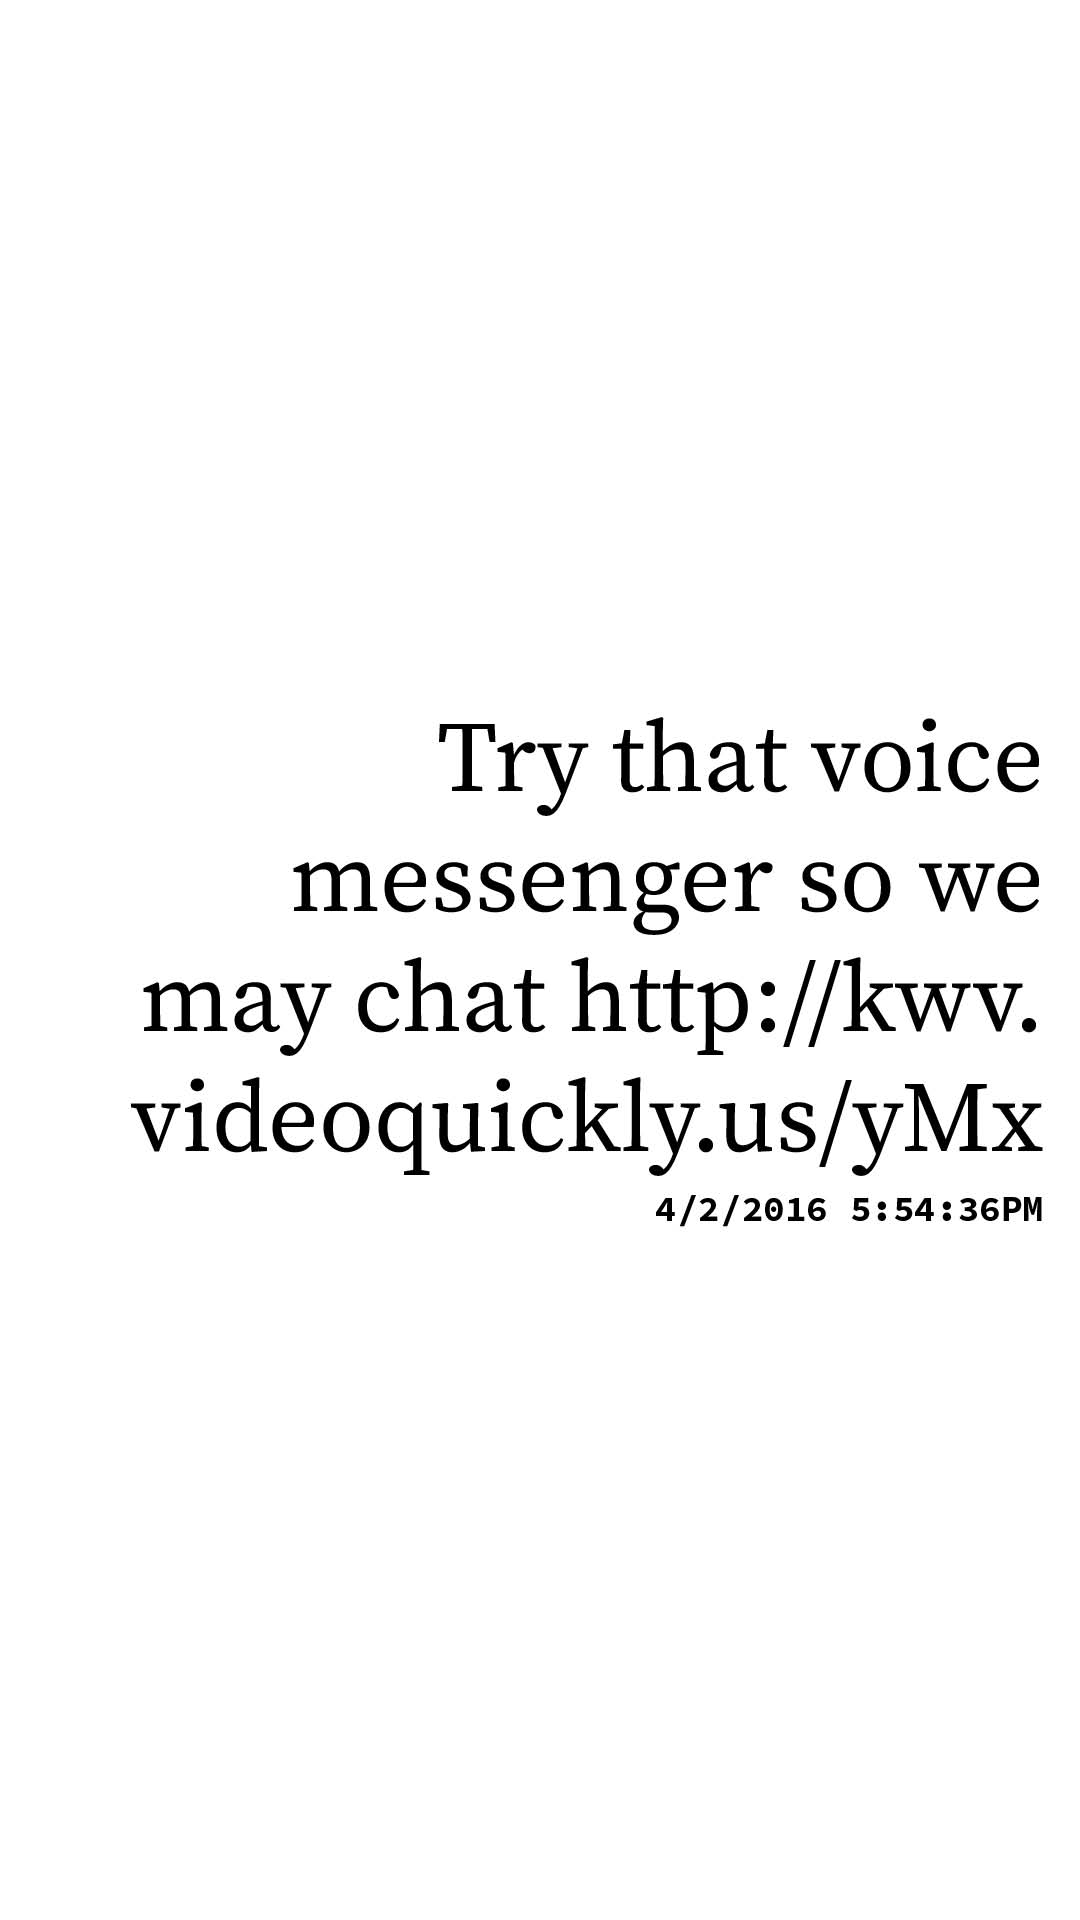 Try that voice
messenger so we
may chat http://kwv.
videoquickly.us/yMx
4/2/2016 5:54:36PM